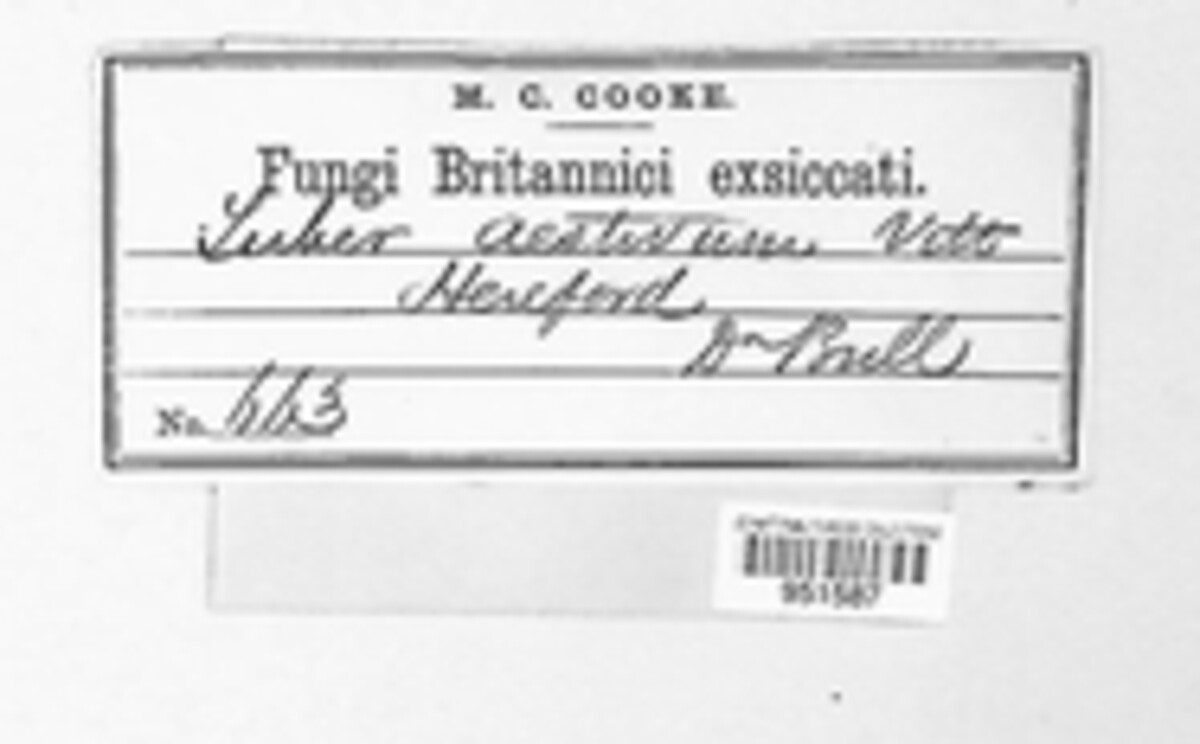 M. C. COOKE.
Fungi Britannici exsiccati.
Tuber aestivum Vitt
Hereford
Dr Bull
No. 663
951587